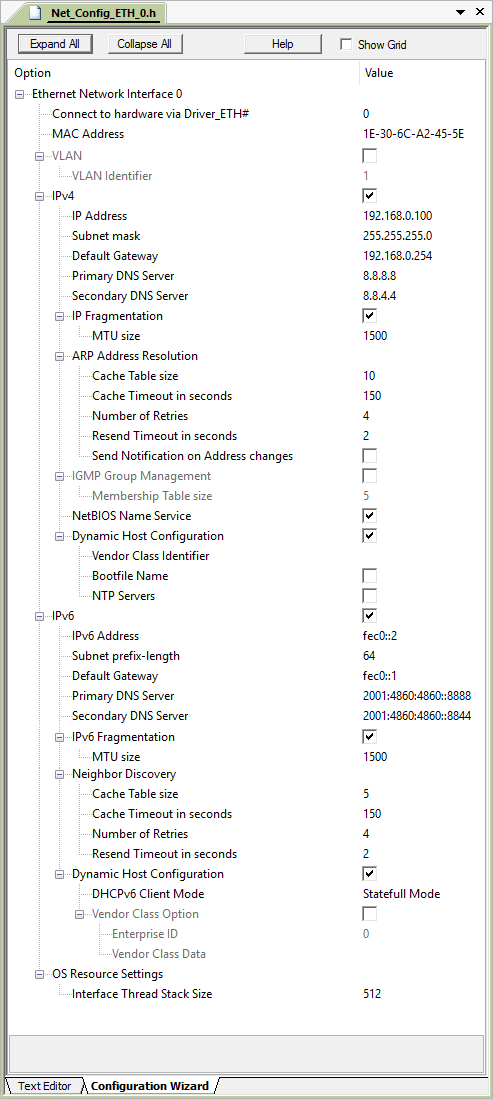 Net_Config_ETH_0.h
Expand All Collapse All Help Show Grid
Option Value
Ethernet Network Interface 0
Connect to hardware via Driver_ETH# 0
MAC Address 1E-30-6C-A2-45-5E
VLAN
VLAN Identifier 1
IPv4
IP Address 192.168.0.100
Subnet mask 255.255.255.0
Default Gateway 192.168.0.254
Primary DNS Server 8.8.8.8
Secondary DNS Server 8.8.4.4
IP Fragmentation
MTU size 1500
ARP Address Resolution
Cache Table size 10
Cache Timeout in seconds 150
Number of Retries 4
Resend Timeout in seconds 2
Send Notification on Address changes
IGMP Group Management
Membership Table size 5
NetBIOS Name Service
Dynamic Host Configuration
Vendor Class Identifier
Bootfile Name
NTP Servers
IPv6
IPv6 Address fec0::2
Subnet prefix-length 64
Default Gateway fec0::1
Primary DNS Server 2001:4860:4860::8888
Secondary DNS Server 2001:4860:4860::8844
IPv6 Fragmentation
MTU size 1500
Neighbor Discovery
Cache Table size 5
Cache Timeout in seconds 150
Number of Retries 4
Resend Timeout in seconds 2
Dynamic Host Configuration
DHCPv6 Client Mode Statefull Mode
Vendor Class Option
Enterprise ID 0
Vendor Class Data
OS Resource Settings
Interface Thread Stack Size 512
Text Editor Configuration Wizard